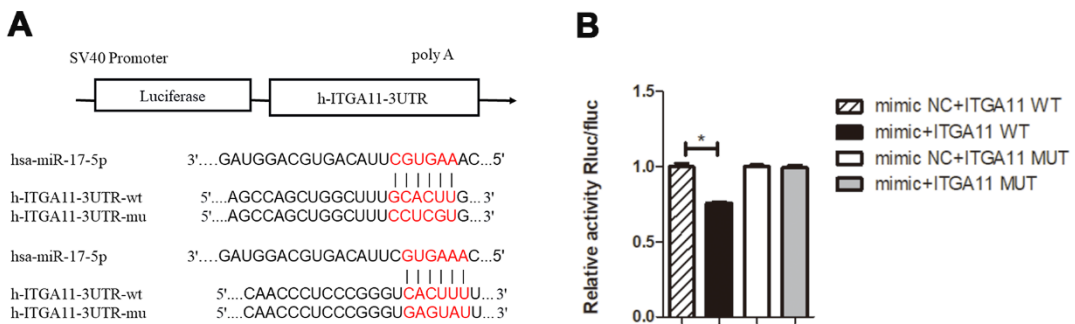 A
SV40 Promoter
poly A
Luciferase
h-ITGA11-3UTR
hsa-miR-17-5p 3'....GAUGGACGUGACAUUCGUGAAAC...5'
h-ITGA11-3UTR-wt 5'....AGCCAGCUGGCUUUGCACUUG...3'
h-ITGA11-3UTR-mu 5'....AGCCAGCUGGCUUUCCUCGUG...3'
hsa-miR-17-5p 3'....GAUGGACGUGACAUUCGUGAAAC...5'
h-ITGA11-3UTR-wt 5'....CAACCCUCCCGGGUCACUUUU...3'
h-ITGA11-3UTR-mu 5'....CAACCCUCCCGGGUGAGUAUU...3'
B
Relative activity Rluc/fluc
1.5
1.0
0.5
0.0
*
mimic NC+ITGA11 WT
mimic+ITGA11 WT
mimic NC+ITGA11 MUT
mimic+ITGA11 MUT